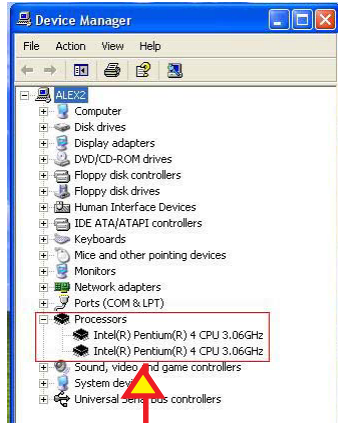 Device Manager
File Action View Help
ALEX2
Computer
Disk drives
Display adapters
DVD/CD-ROM drives
Floppy disk controllers
Floppy disk drives
Human Interface Devices
IDE ATA/ATAPI controllers
Keyboards
Mice and other pointing devices
Monitors
Network adapters
Ports (COM & LPT)
Processors
Intel(R) Pentium(R) 4 CPU 3.06GHz
Intel(R) Pentium(R) 4 CPU 3.06GHz
Sound, video and game controllers
System devices
Universal Serial Bus controllers